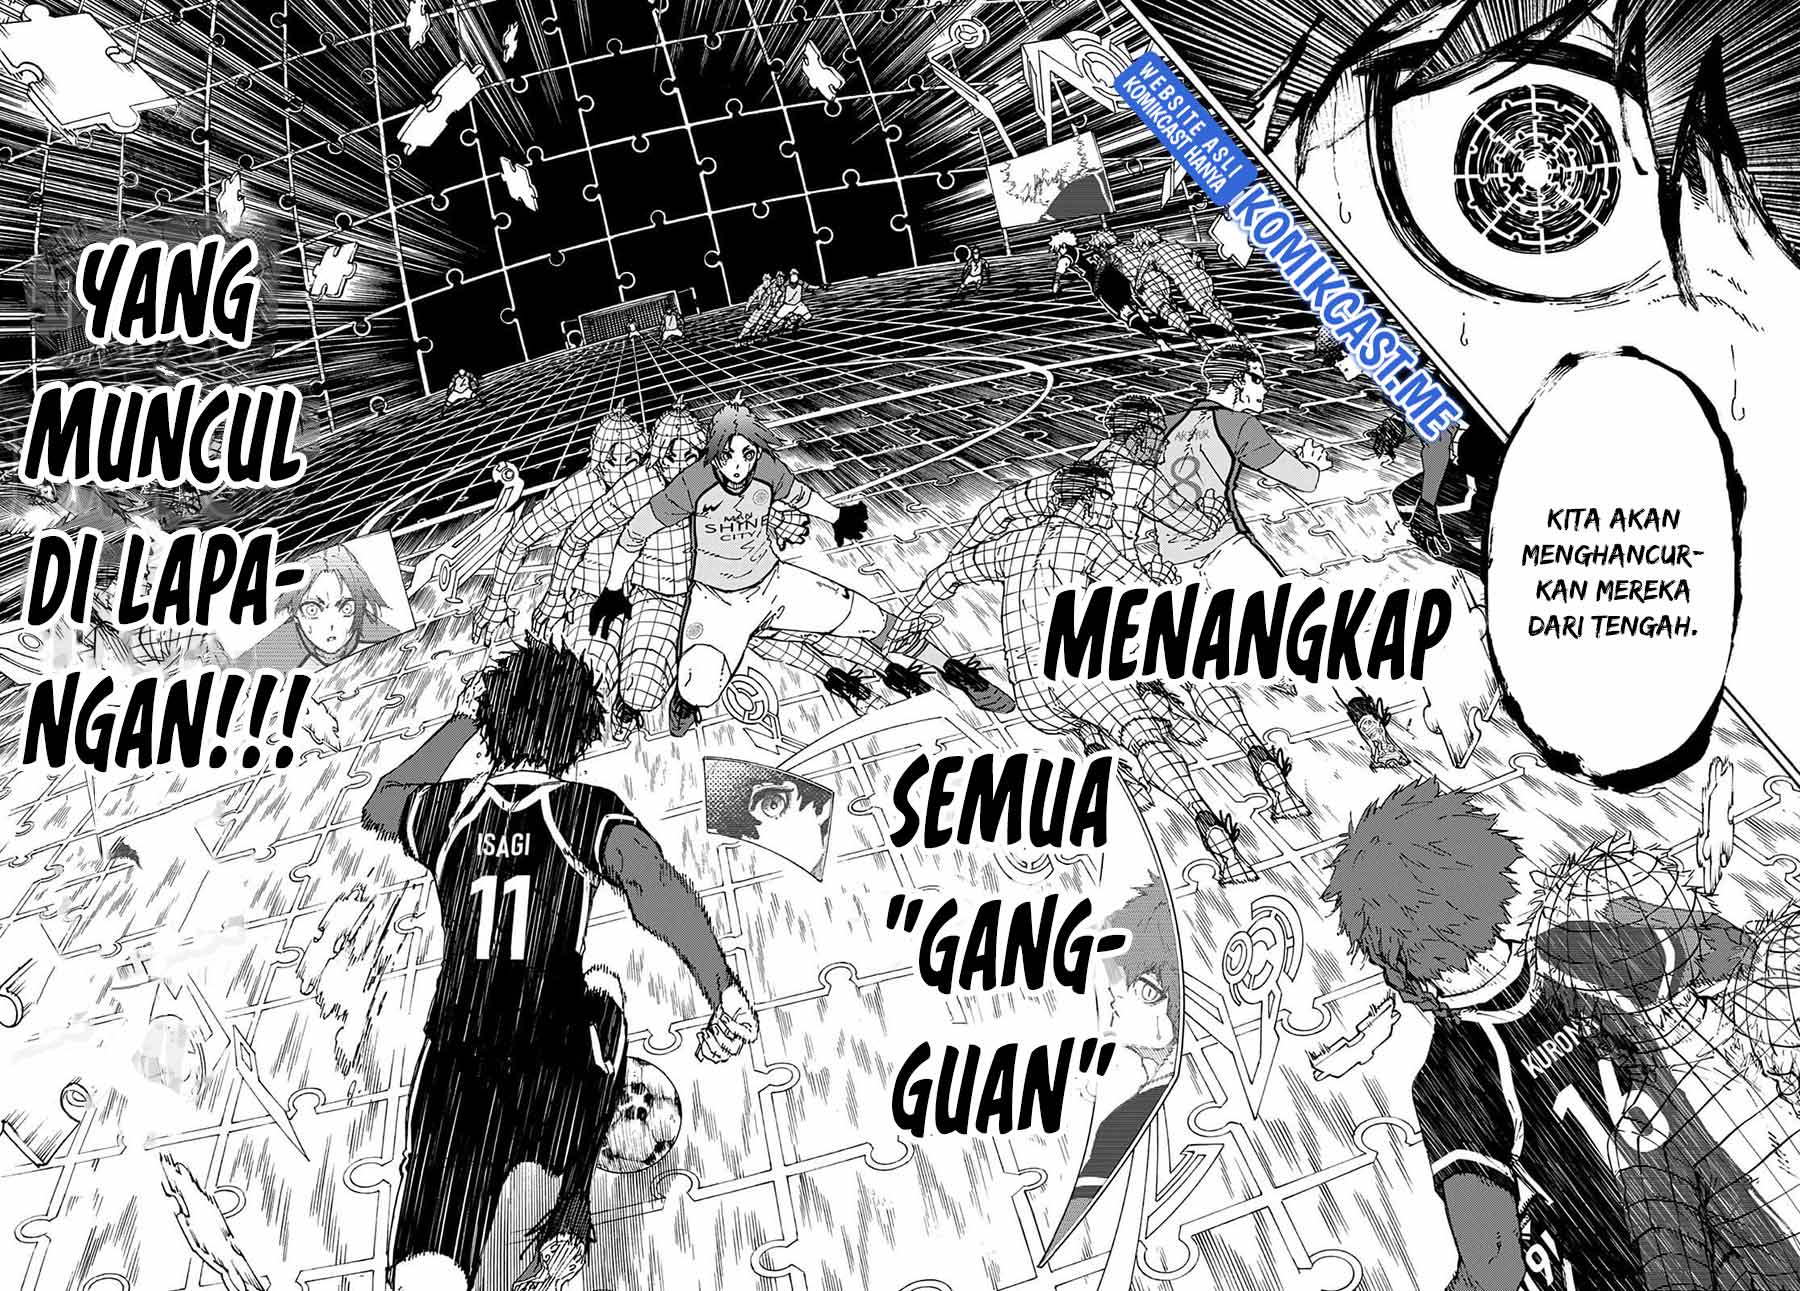 KITA AKAN
MENGHANCUR-
KAN MEREKA
DARI TENGAH.
WEBSITE ASLI
KOMIKCAST HANYA
KOMIKCAST.ME
MENANGKAP
SEMUA
"GANG-
GUAN"
YANG
MUNCUL
DI LAPA-
NGAN!!!
MAN
SHINE
CITY
8
ISAGI
11
16